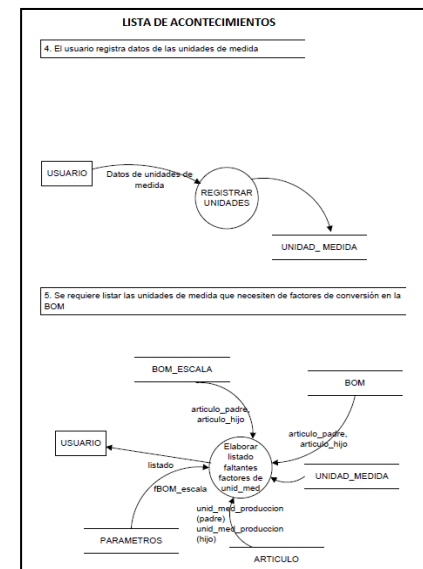 LISTA DE ACONTECIMIENTOS
4. El usuario registra datos de las unidades de medida
USUARIO
Datos de unidades de
medida
REGISTRAR
UNIDADES
UNIDAD_ MEDIDA
5. Se requiere listar las unidades de medida que necesiten de factores de conversión en la
BOM
BOM_ESCALA
BOM
articulo_padre,
articulo_hijo
articulo_padre,
articulo_hijo
USUARIO
Elaborar
listado
faltantes
factores de
unid_med
listado
fBOM_escala
UNIDAD_MEDIDA
unid_med_produccion
(padre)
unid_med_produccion
(hijo)
PARAMETROS
ARTICULO